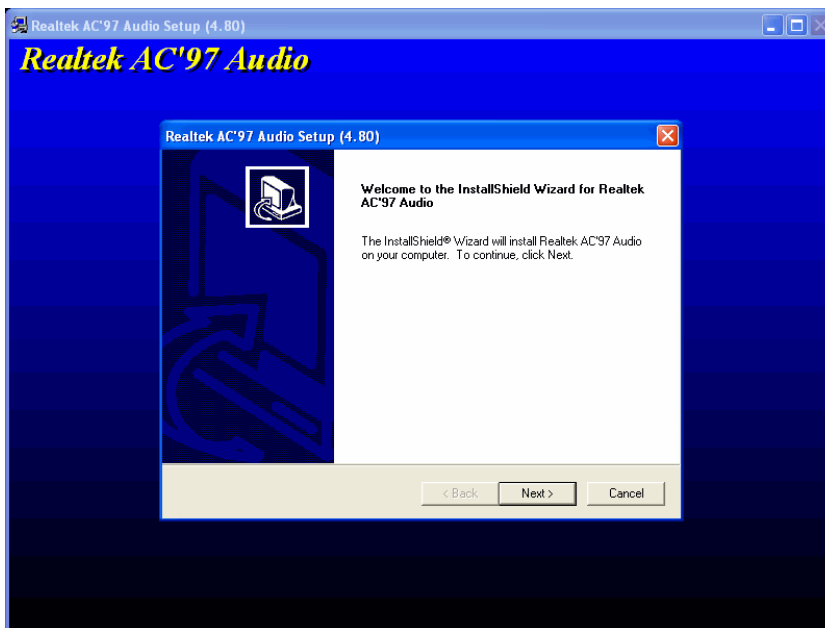 Realtek AC'97 Audio Setup (4.80)
Realtek AC'97 Audio
Realtek AC'97 Audio Setup (4.80)
Welcome to the InstallShield Wizard for Realtek
AC'97 Audio
The InstallShield® Wizard will install Realtek AC'97 Audio
on your computer. To continue, click Next.
< Back Next > Cancel